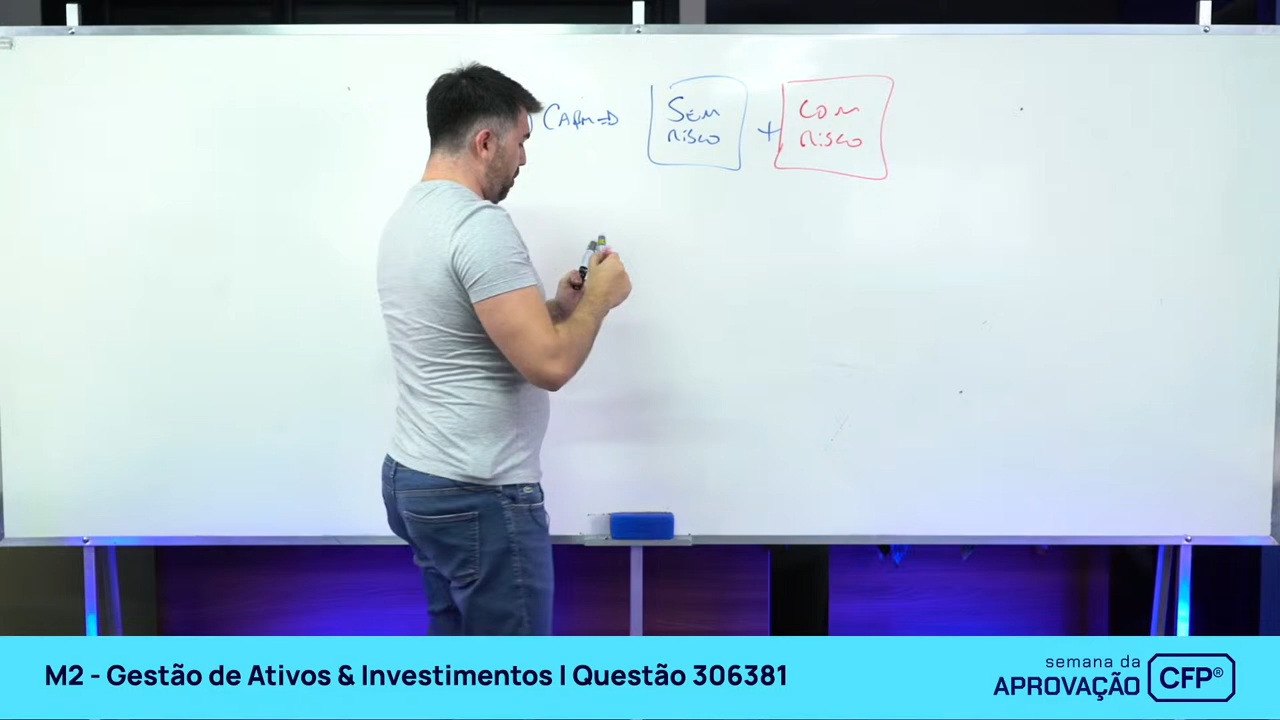 CAPM =D
SEM
RISCO
+
COM
RISCO
M2 - Gestão de Ativos & Investimentos | Questão 306381
semana da
APROVAÇÃO
CFP®